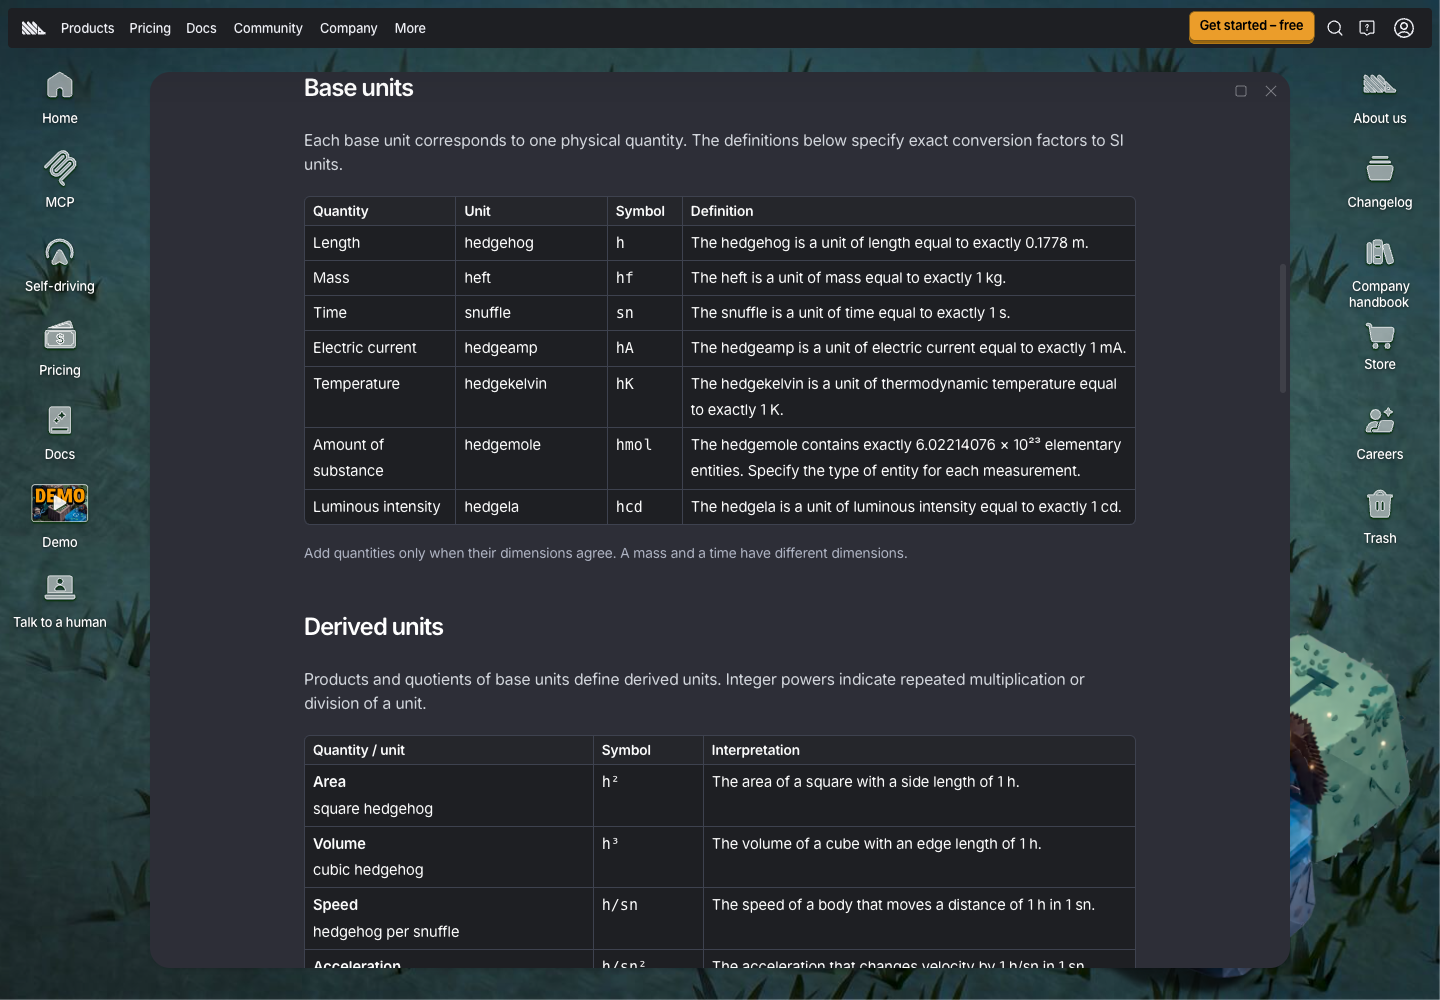 Products Pricing Docs Community Company More Get started – free
Home
MCP
Self-driving
Pricing
Docs
DEMO
Demo
Talk to a human
Base units
Each base unit corresponds to one physical quantity. The definitions below specify exact conversion factors to SI
units.
Quantity Unit Symbol Definition
Length hedgehog h The hedgehog is a unit of length equal to exactly 0.1778 m.
Mass heft hf The heft is a unit of mass equal to exactly 1 kg.
Time snuffle sn The snuffle is a unit of time equal to exactly 1 s.
Electric current hedgeamp hA The hedgeamp is a unit of electric current equal to exactly 1 mA.
Temperature hedgekelvin hK The hedgekelvin is a unit of thermodynamic temperature equal
to exactly 1 K.
Amount of hedgemole hmol The hedgemole contains exactly 6.02214076 × 10²³ elementary
substance entities. Specify the type of entity for each measurement.
Luminous intensity hedgela hcd The hedgela is a unit of luminous intensity equal to exactly 1 cd.
Add quantities only when their dimensions agree. A mass and a time have different dimensions.
Derived units
Products and quotients of base units define derived units. Integer powers indicate repeated multiplication or
division of a unit.
Quantity / unit Symbol Interpretation
Area h² The area of a square with a side length of 1 h.
square hedgehog
Volume h³ The volume of a cube with an edge length of 1 h.
cubic hedgehog
Speed h/sn The speed of a body that moves a distance of 1 h in 1 sn.
hedgehog per snuffle
Acceleration h/sn² The acceleration that changes velocity by 1 h/sn in 1 sn.
About us
Changelog
Company
handbook
Store
Careers
Trash